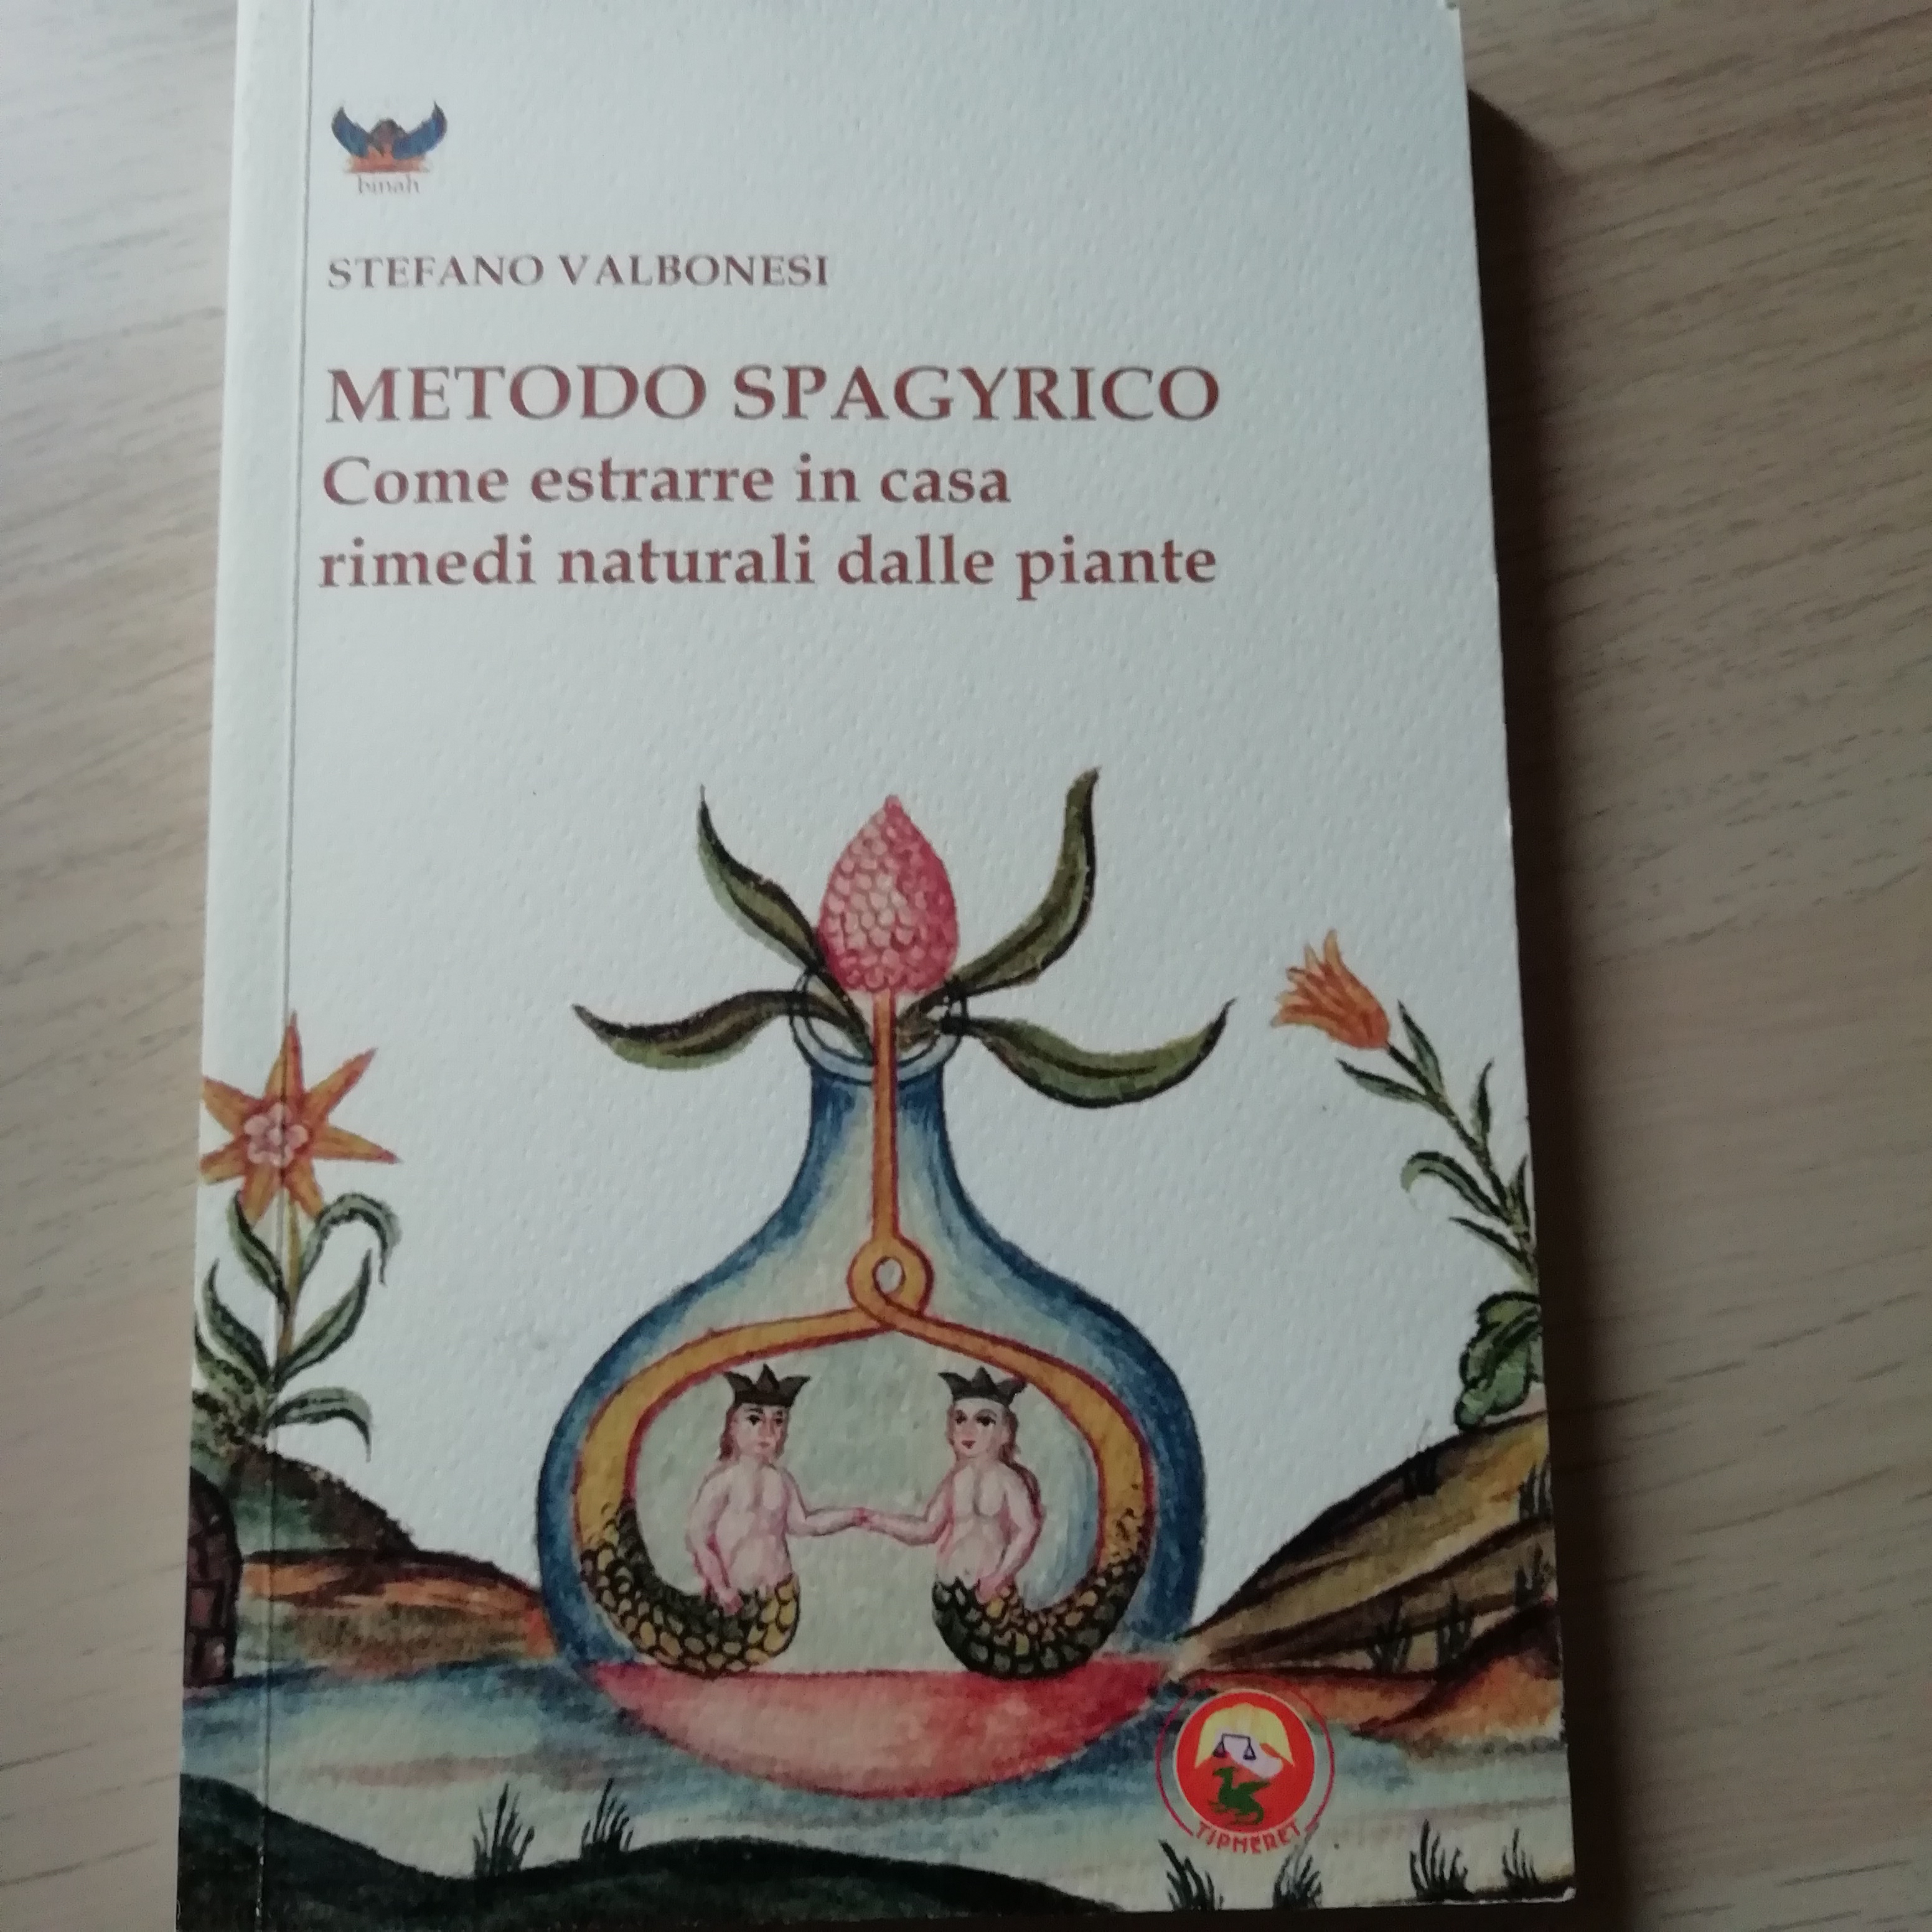 binah
STEFANO VALBONESI
METODO SPAGYRICO
Come estrarre in casa
rimedi naturali dalle piante
TIPHERET